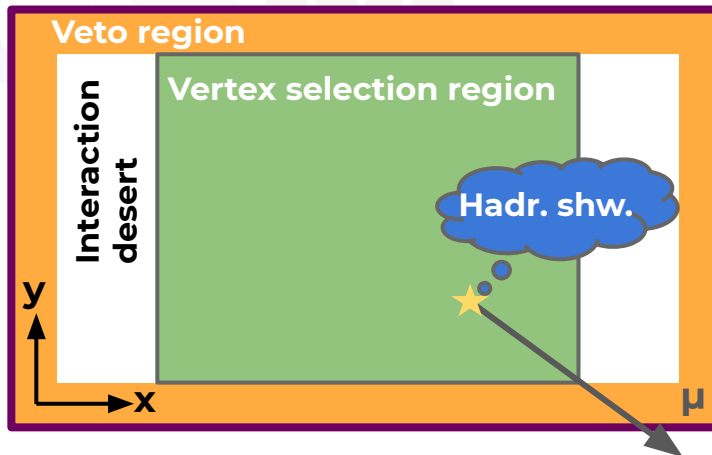 Veto region
Vertex selection region
Interaction
desert
Hadr. shw.
y
x
μ